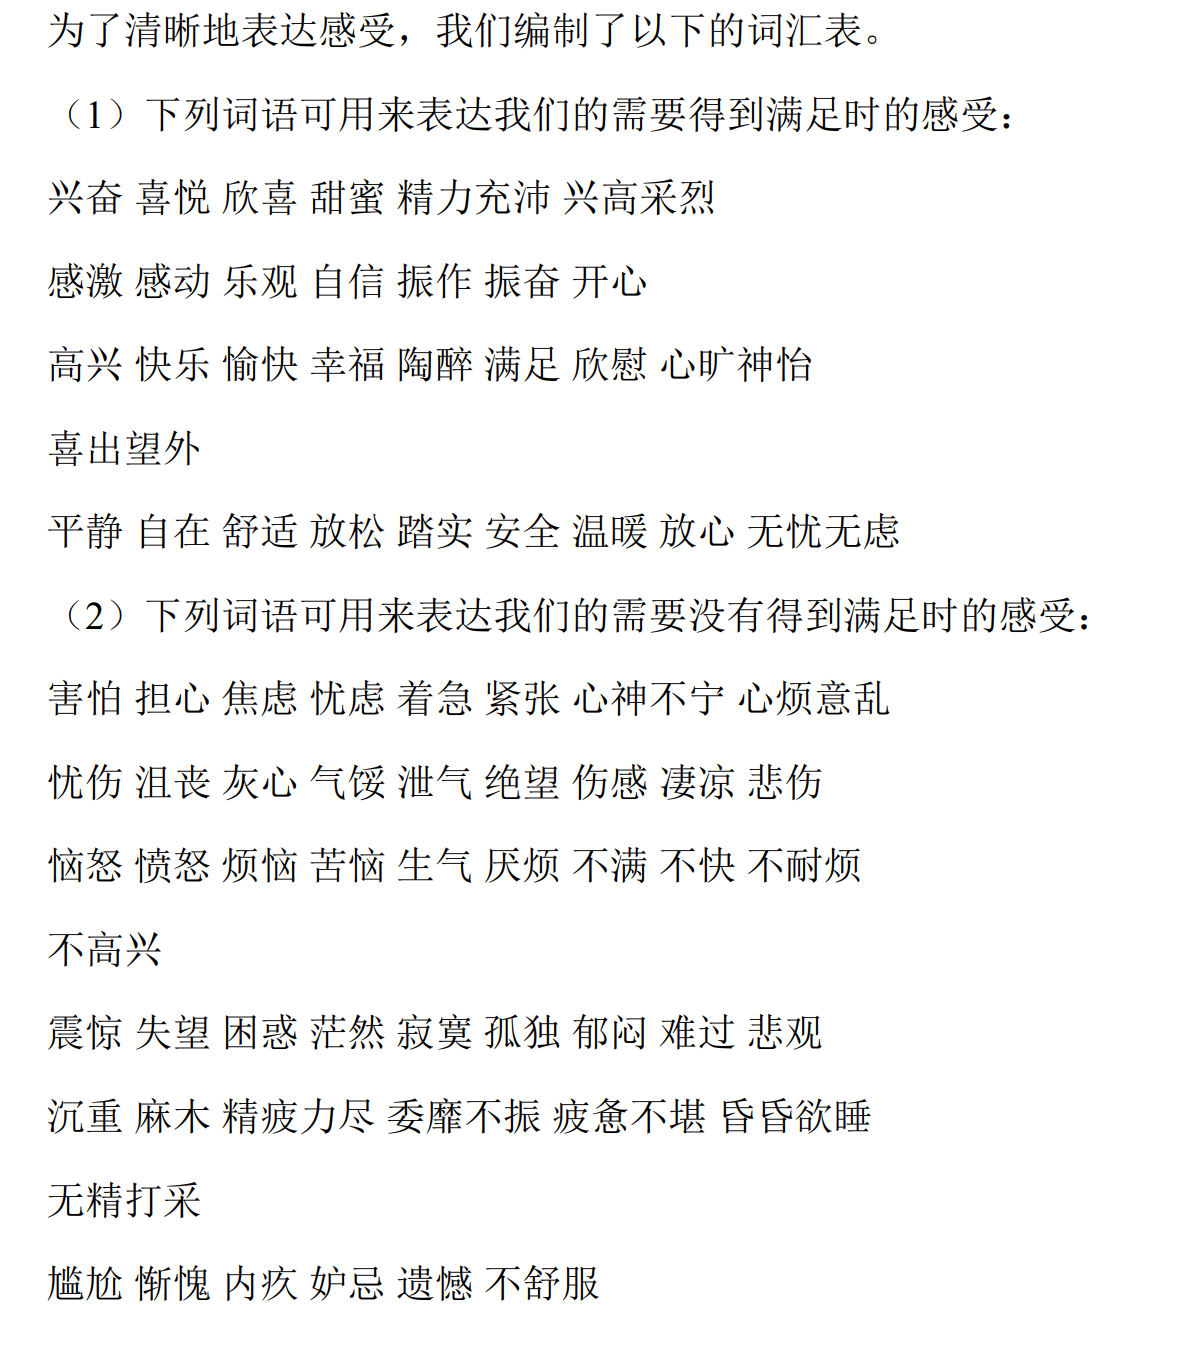 为了清晰地表达感受，我们编制了以下的词汇表。
（1）下列词语可用来表达我们的需要得到满足时的感受：
兴奋 喜悦 欣喜 甜蜜 精力充沛 兴高采烈
感激 感动 乐观 自信 振作 振奋 开心
高兴 快乐 愉快 幸福 陶醉 满足 欣慰 心旷神怡
喜出望外
平静 自在 舒适 放松 踏实 安全 温暖 放心 无忧无虑
（2）下列词语可用来表达我们的需要没有得到满足时的感受：
害怕 担心 焦虑 忧虑 着急 紧张 心神不宁 心烦意乱
忧伤 沮丧 灰心 气馁 泄气 绝望 伤感 凄凉 悲伤
恼怒 愤怒 烦恼 苦恼 生气 厌烦 不满 不快 不耐烦
不高兴
震惊 失望 困惑 茫然 寂寞 孤独 郁闷 难过 悲观
沉重 麻木 精疲力尽 委靡不振 疲惫不堪 昏昏欲睡
无精打采
尴尬 惭愧 内疚 妒忌 遗憾 不舒服